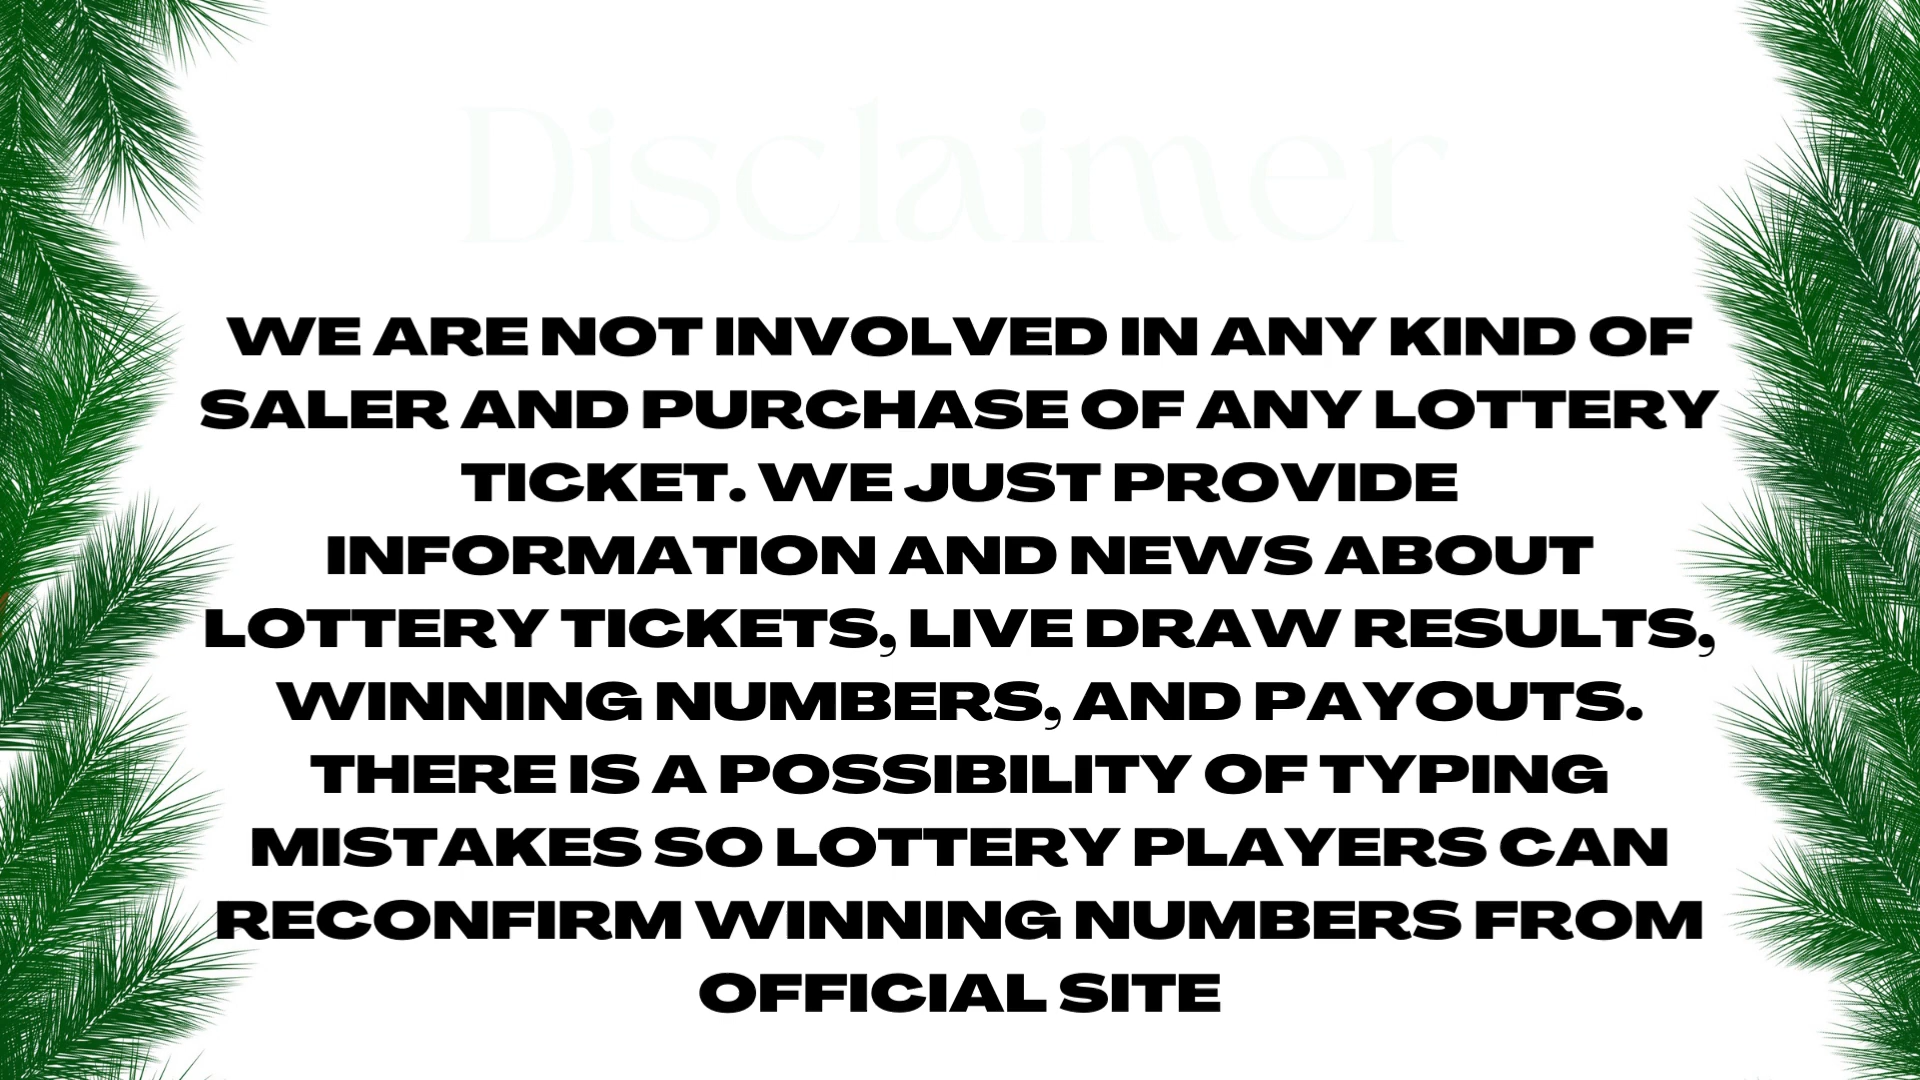 Disclaimer
WE ARE NOT INVOLVED IN ANY KIND OF
SALER AND PURCHASE OF ANY LOTTERY
TICKET. WE JUST PROVIDE
INFORMATION AND NEWS ABOUT
LOTTERY TICKETS, LIVE DRAW RESULTS,
WINNING NUMBERS, AND PAYOUTS.
THERE IS A POSSIBILITY OF TYPING
MISTAKES SO LOTTERY PLAYERS CAN
RECONFIRM WINNING NUMBERS FROM
OFFICIAL SITE